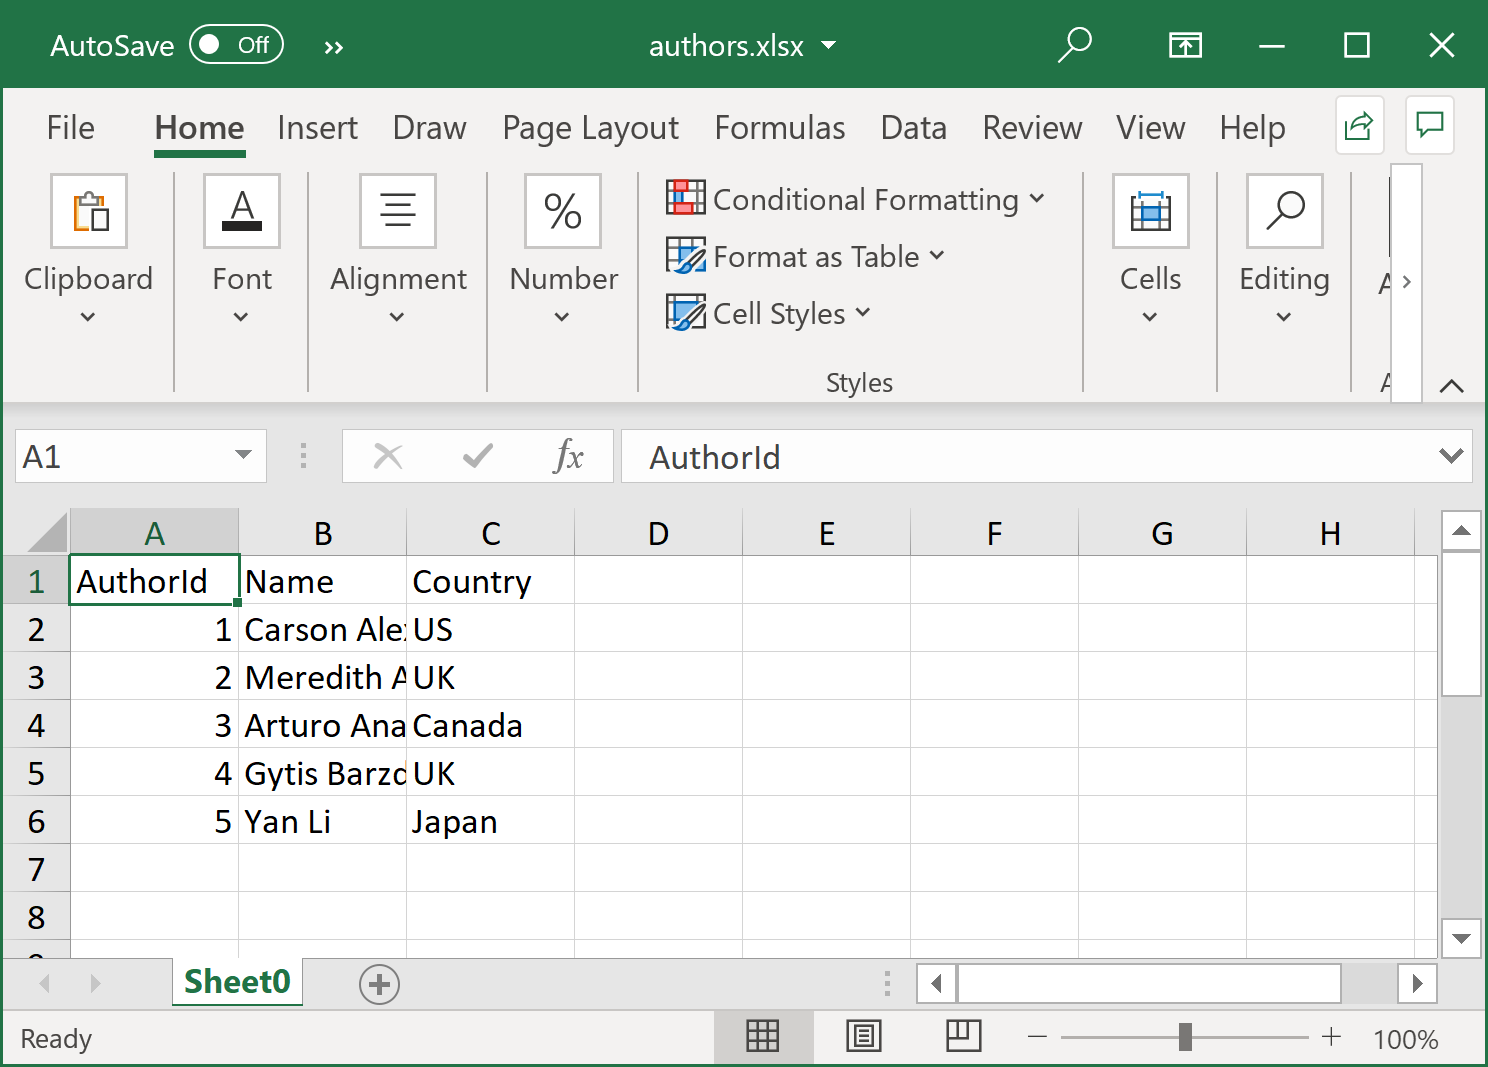 AutoSave Off » authors.xlsx
File Home Insert Draw Page Layout Formulas Data Review View Help
Clipboard Font Alignment Number Conditional Formatting Format as Table Cell Styles Styles Cells Editing
A1 fx AuthorId
A B C D E F G H
1 AuthorId Name Country
2 1 Carson Ale US
3 2 Meredith A UK
4 3 Arturo Ana Canada
5 4 Gytis Barzd UK
6 5 Yan Li Japan
7
8
Sheet0
Ready 100%